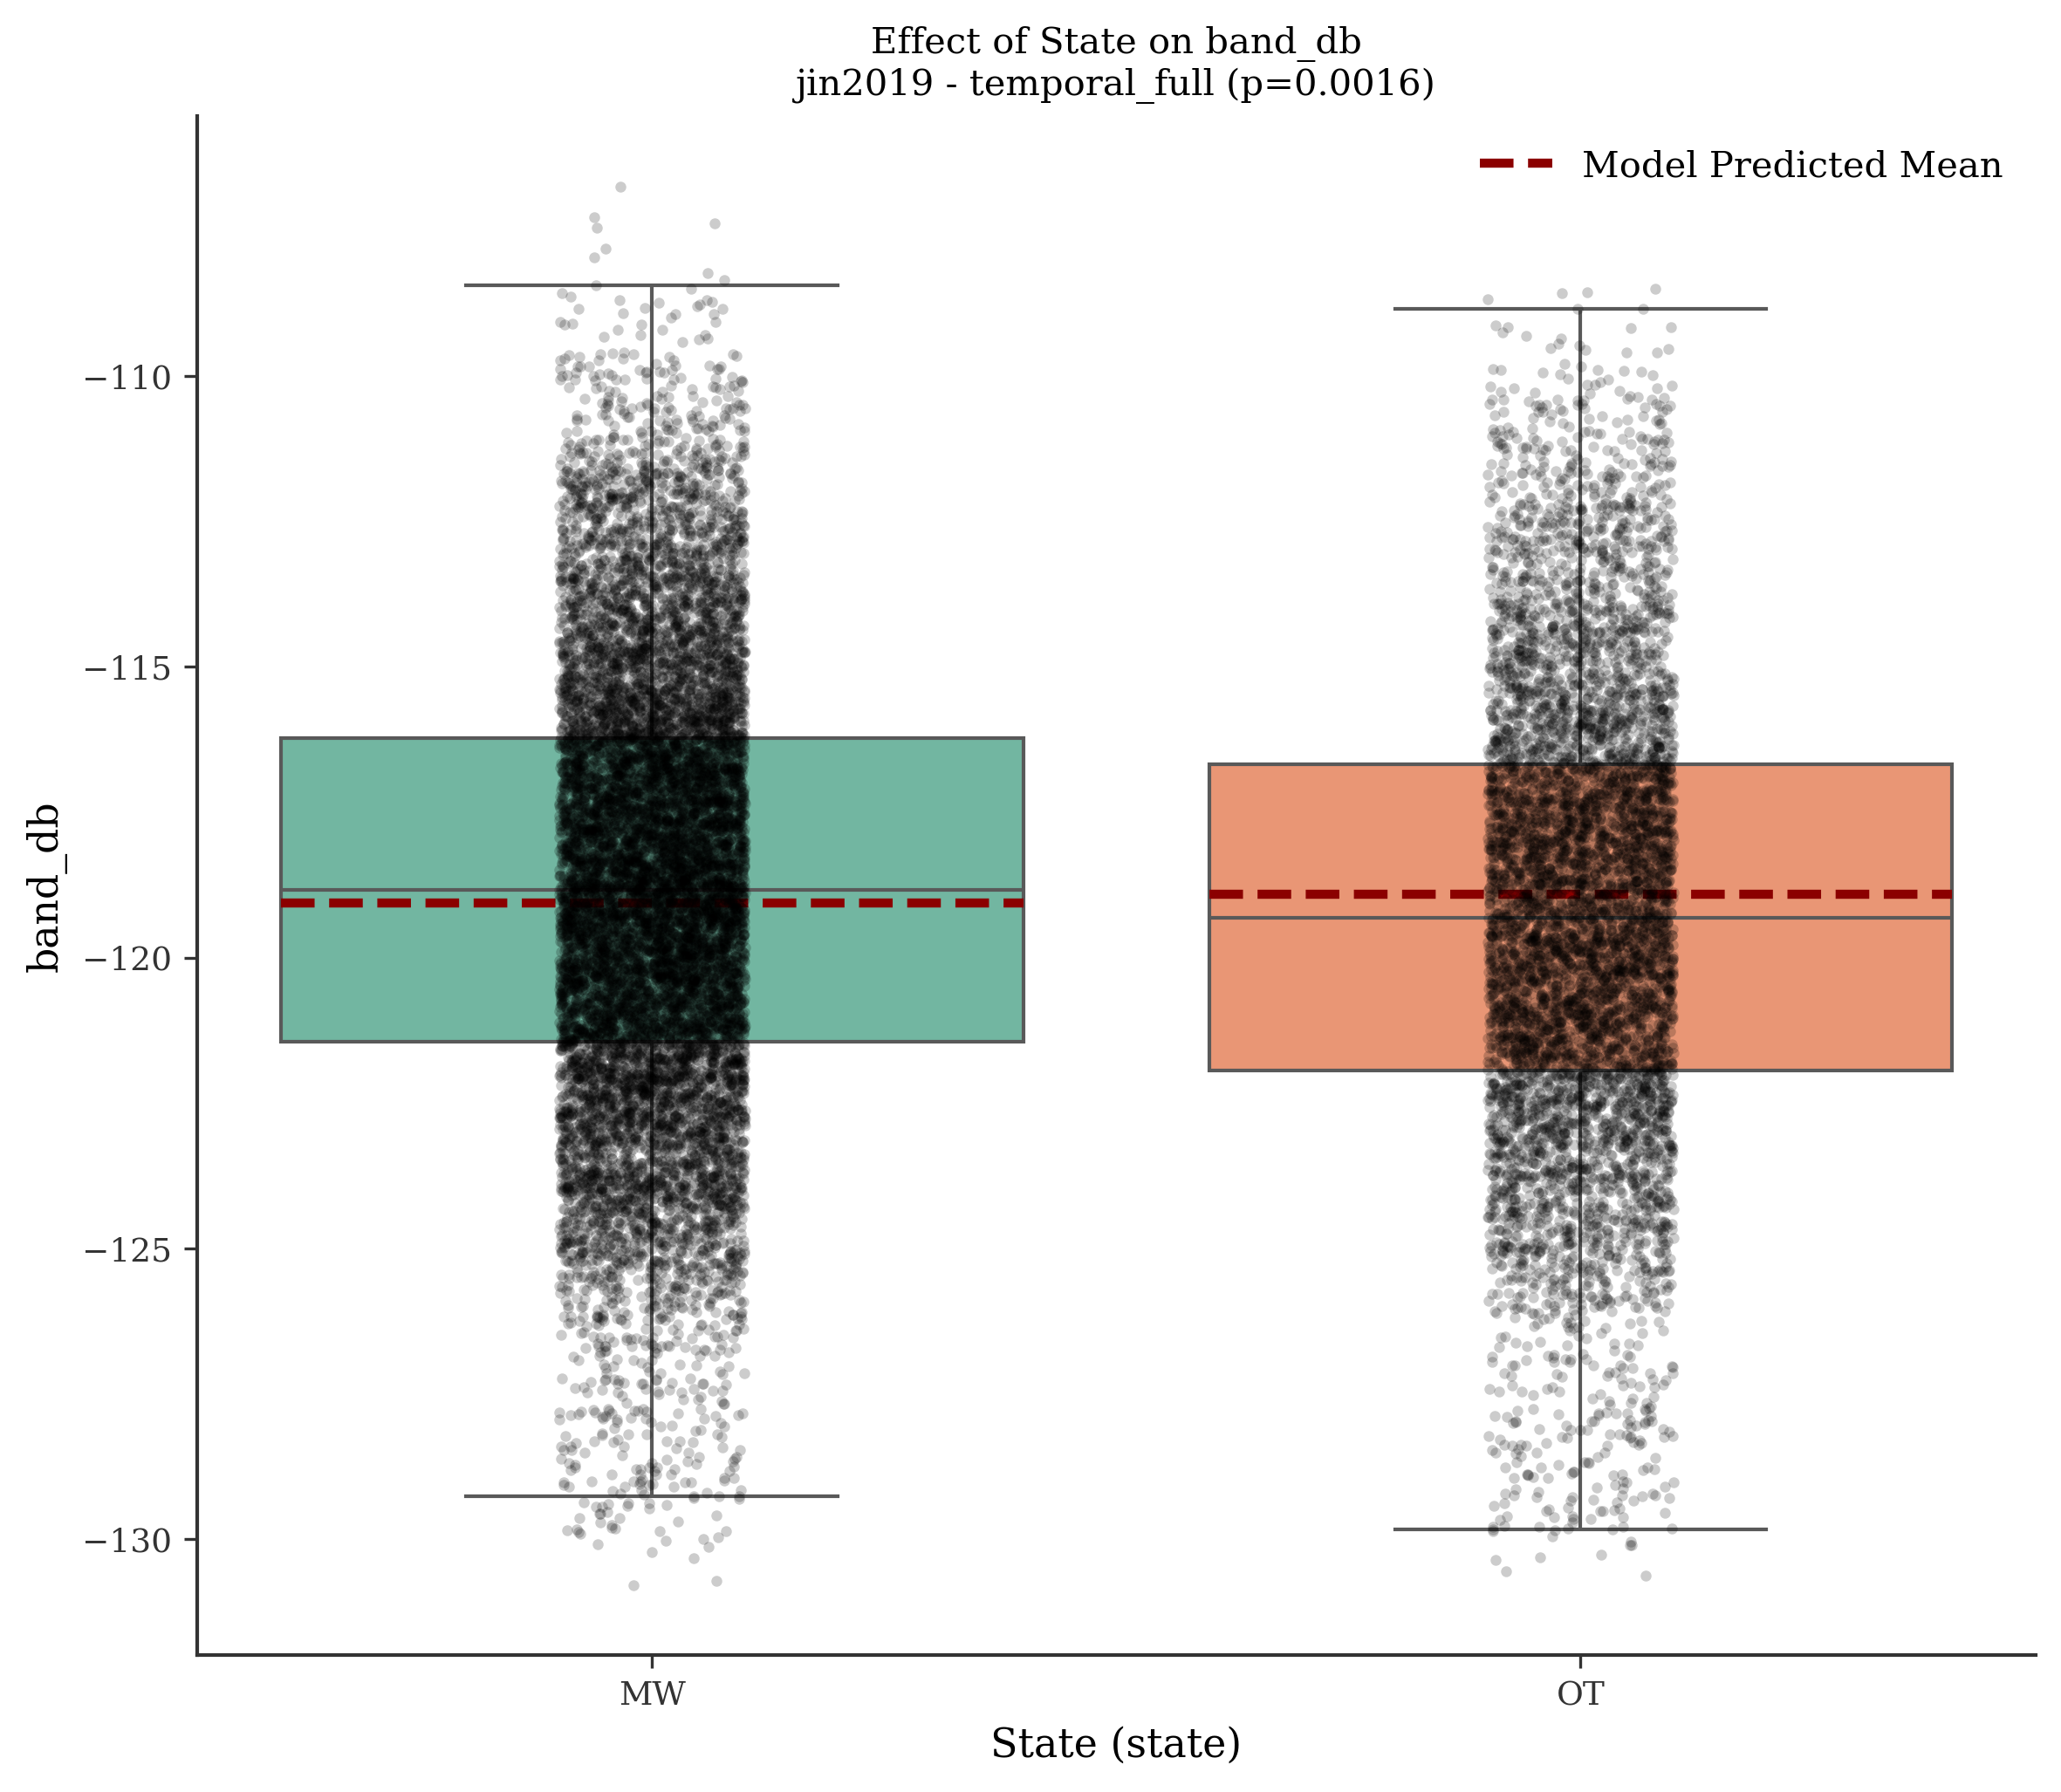 Effect of State on band_db
jin2019 - temporal_full (p=0.0016)
Model Predicted Mean
band_db
−110
−115
−120
−125
−130
MW
OT
State (state)